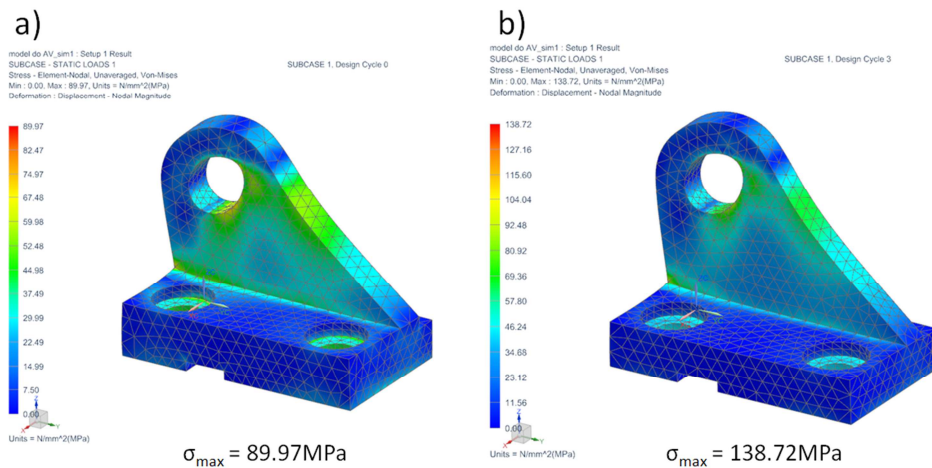 a)
model do AV_sim1 : Setup 1 Result
SUBCASE - STATIC LOADS 1
Stress - Element-Nodal, Unaveraged, Von-Mises
Min : 0.00, Max : 89.97, Units = N/mm^2(MPa)
Deformation : Displacement - Nodal Magnitude
SUBCASE 1, Design Cycle 0
89.97
82.47
74.98
67.48
59.98
52.48
44.98
37.49
29.99
22.49
14.99
7.50
0.00
Units = N/mm^2(MPa)
Z
X
Y
σmax = 89.97MPa
b)
model do AV_sim1 : Setup 1 Result
SUBCASE - STATIC LOADS 1
Stress - Element-Nodal, Unaveraged, Von-Mises
Min : 0.00, Max : 138.72, Units = N/mm^2(MPa)
Deformation : Displacement - Nodal Magnitude
SUBCASE 1, Design Cycle 3
138.72
127.16
115.60
104.04
92.48
80.92
69.36
57.80
46.24
34.68
23.12
11.56
0.00
Units = N/mm^2(MPa)
Z
X
Y
σmax = 138.72MPa